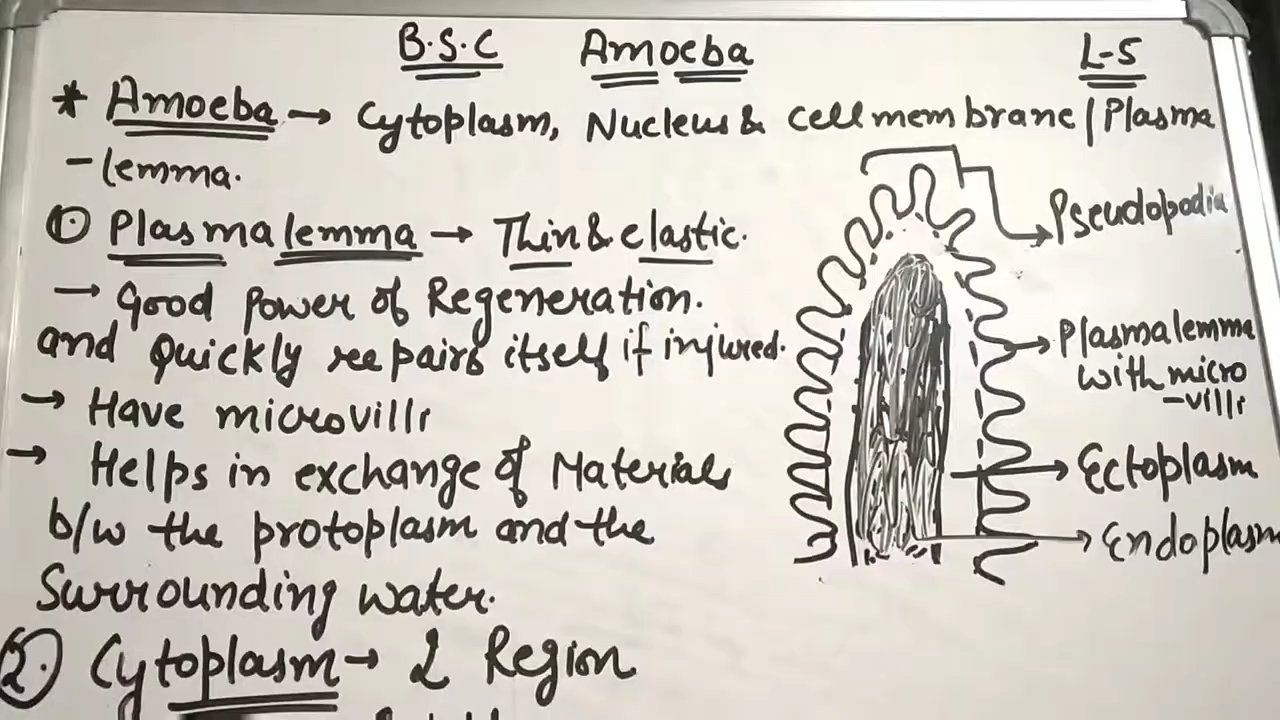 B.S.C Amoeba L-5
* Amoeba → Cytoplasm, Nucleus & cell membrane / Plasma
- lemma.
① Plasmalemma → Thin & elastic.
→ Good Power of Regeneration.
and quickly reepairs itself if injured.
→ Have microvilli
→ Helps in exchange of Materials
b/w the protoplasm and the
Surrounding water.
2. Cytoplasm → 2 Region
Pseudopodia
Plasmalemma
with micro
-villi
Ectoplasm
Endoplasm